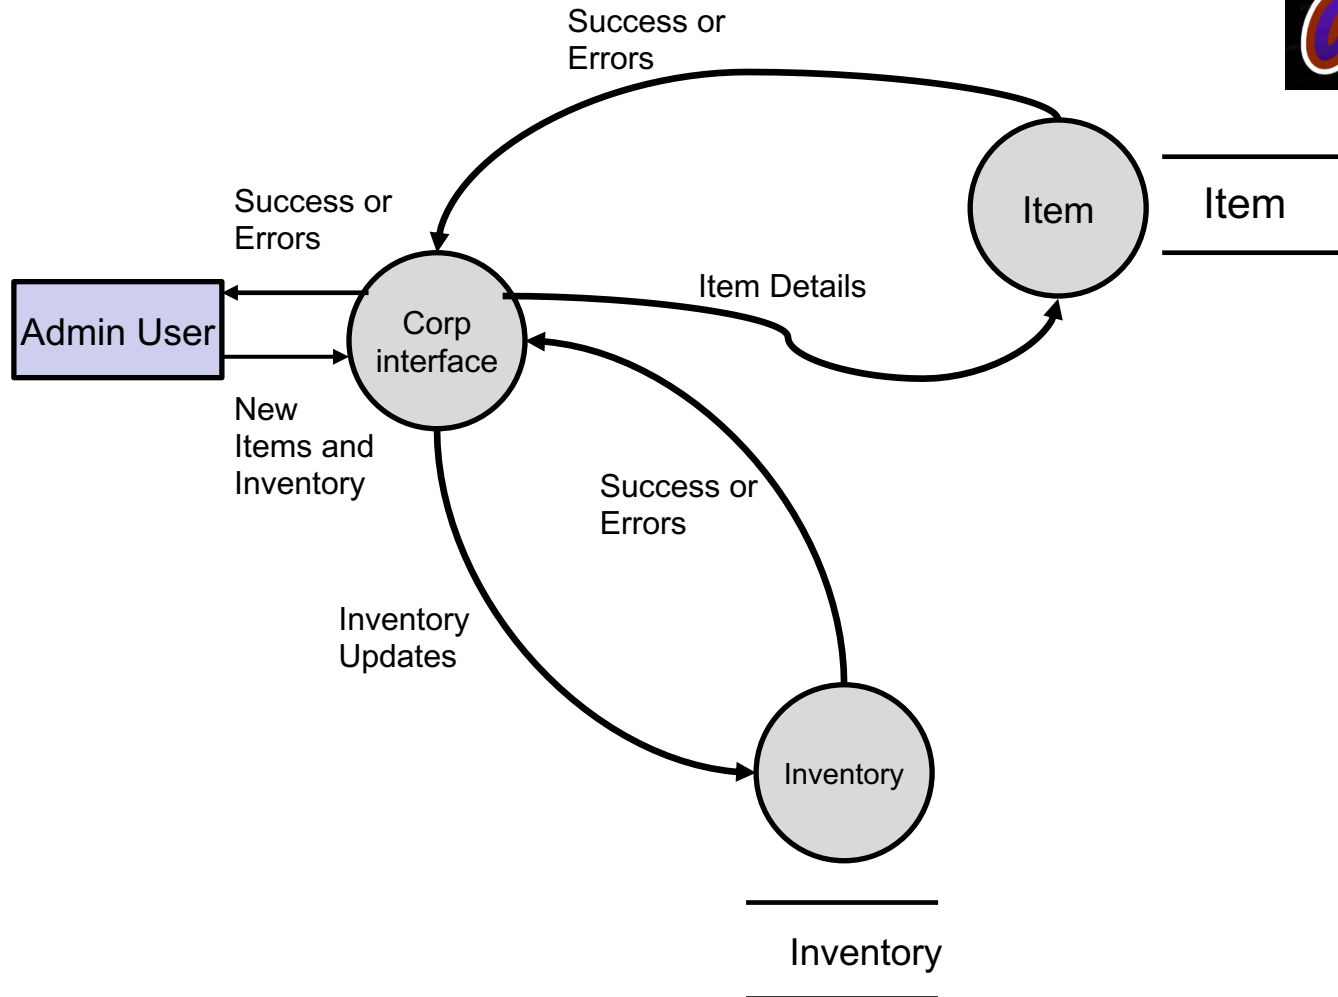 Success or
Errors
Item
Item
Success or
Errors
Admin User
Corp
interface
Item Details
New
Items and
Inventory
Success or
Errors
Inventory
Updates
Inventory
Inventory